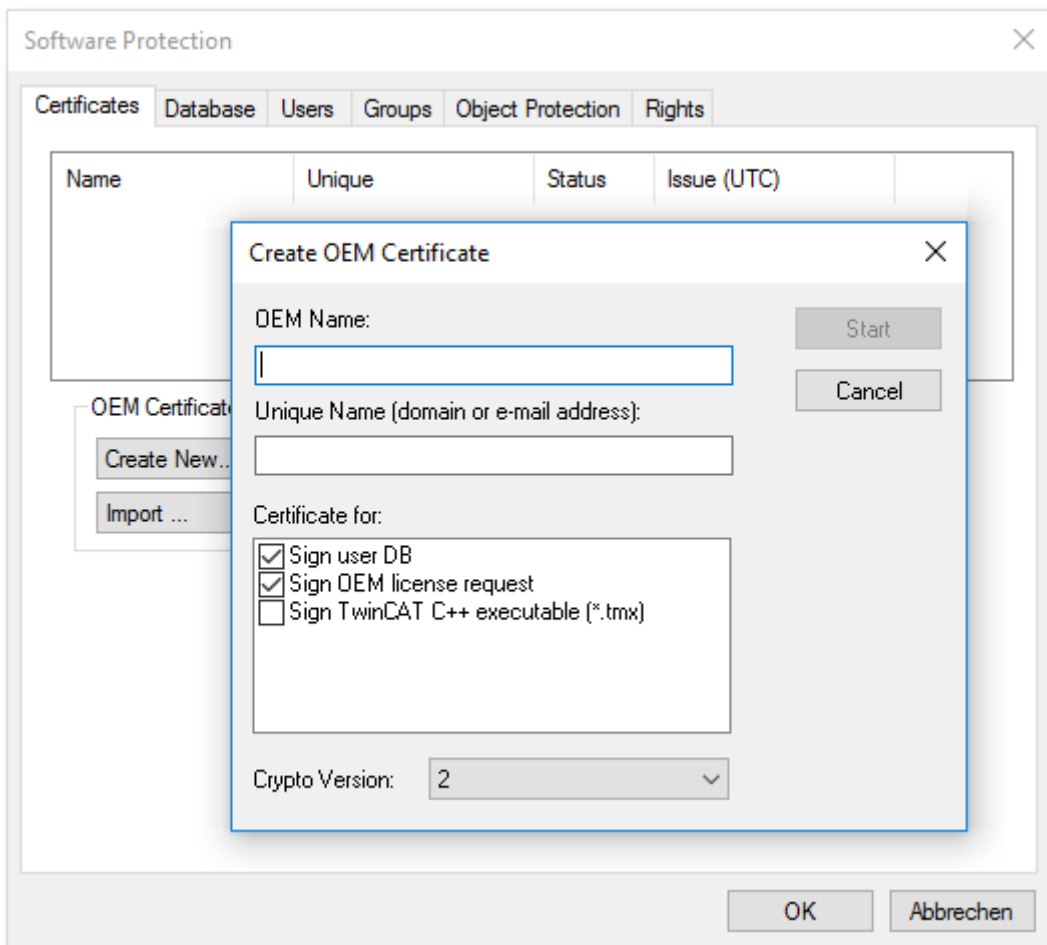 Software Protection
Certificates Database Users Groups Object Protection Rights
Name Unique Status Issue (UTC)
Create OEM Certificate
OEM Name:
Start
Cancel
OEM Certificat
Unique Name (domain or e-mail address):
Create New..
Import ...
Certificate for:
Sign user DB
Sign OEM license request
Sign TwinCAT C++ executable (*.tmx)
Crypto Version: 2
OK Abbrechen